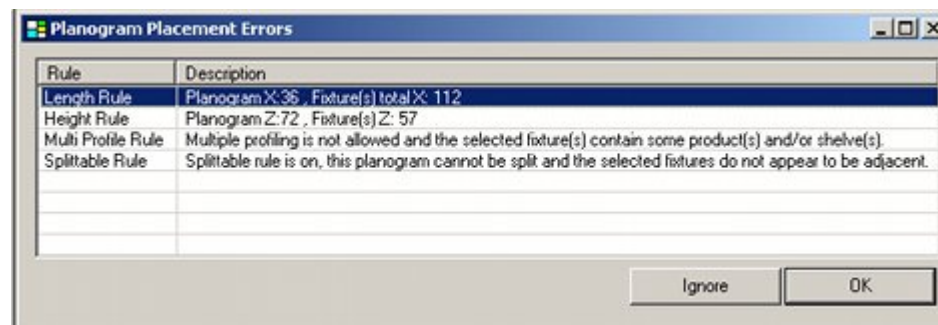 Planogram Placement Errors
Rule Description
Length Rule Planogram X:36 , Fixture(s) total X: 112
Height Rule Planogram Z:72 , Fixture(s) Z: 57
Multi Profile Rule Multiple profiling is not allowed and the selected fixture(s) contain some product(s) and/or shelve(s).
Splittable Rule Splittable rule is on, this planogram cannot be split and the selected fixtures do not appear to be adjacent.
Ignore OK